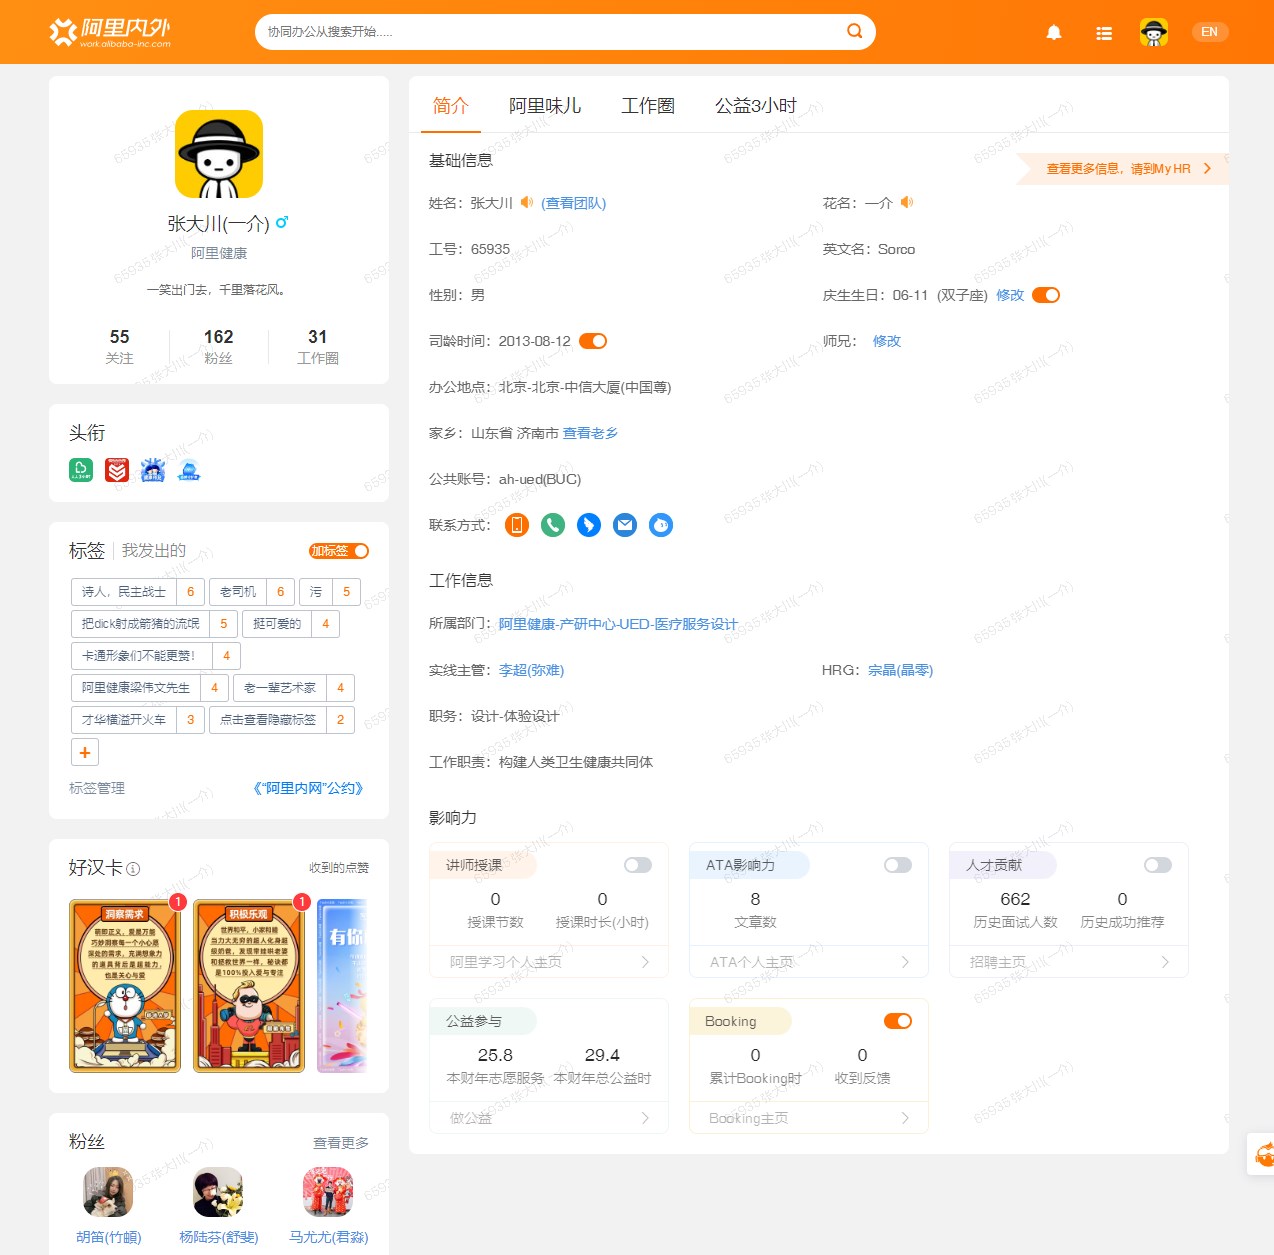 阿里内外
work.alibaba-inc.com
协同办公从搜索开始.....
EN
张大川(一介)
阿里健康
一笑出门去，千里落花风。
55 162 31
关注 粉丝 工作圈
头衔
标签 我发出的 加标签
诗人，民主战士 6 老司机 6 污 5
把dick射成箭猪的流氓 5 挺可爱的 4
卡通形象们不能更赞！ 4
阿里健康梁伟文先生 4 老一辈艺术家 4
才华横溢开火车 3 点击查看隐藏标签 2
+
标签管理 《“阿里内网”公约》
好汉卡 收到的点赞
1 1
洞察需求 积极乐观
粉丝 查看更多
胡笛(竹頔) 杨陆芬(舒斐) 马尤尤(君淼)
简介 阿里味儿 工作圈 公益3小时
基础信息
查看更多信息，请到My HR
姓名：张大川 (查看团队) 花名：一介
工号：65935 英文名：Sorco
性别：男 庆生生日：06-11 (双子座) 修改
司龄时间：2013-08-12 师兄： 修改
办公地点：北京-北京-中信大厦(中国尊)
家乡：山东省 济南市 查看老乡
公共账号：ah-ued(BUC)
联系方式：
工作信息
所属部门：阿里健康-产研中心-UED-医疗服务设计
实线主管：李超(弥难) HRG：宗晶(晶零)
职务：设计-体验设计
工作职责：构建人类卫生健康共同体
影响力
讲师授课 ATA影响力 人才贡献
0 0 8 662 0
授课节数 授课时长(小时) 文章数 历史面试人数 历史成功推荐
阿里学习个人主页 ATA个人主页 招聘主页
公益参与 Booking
25.8 29.4 0 0
本财年志愿服务 本财年总公益时 累计Booking时 收到反馈
做公益 Booking主页
65935 张大川(一介)